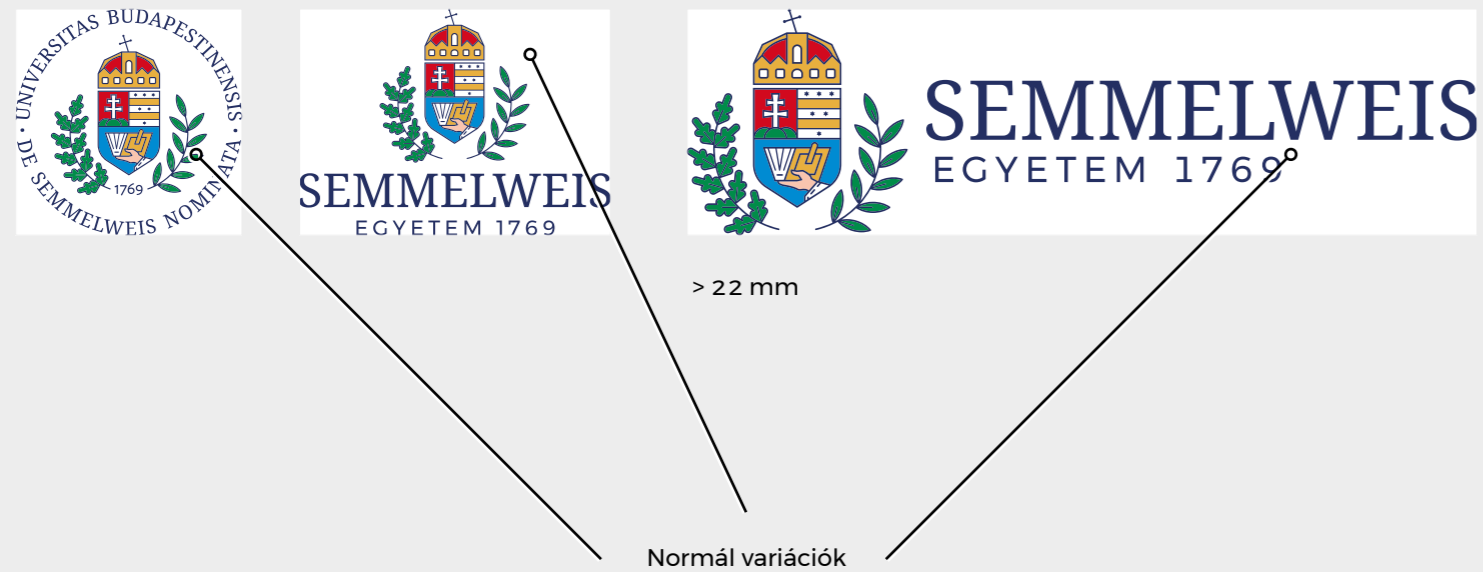 · UNIVERSITAS BUDAPESTINENSIS ·
DE SEMMELWEIS NOMINATA
1769
SEMMELWEIS
EGYETEM 1769
SEMMELWEIS
EGYETEM 1769
> 22 mm
Normál variációk